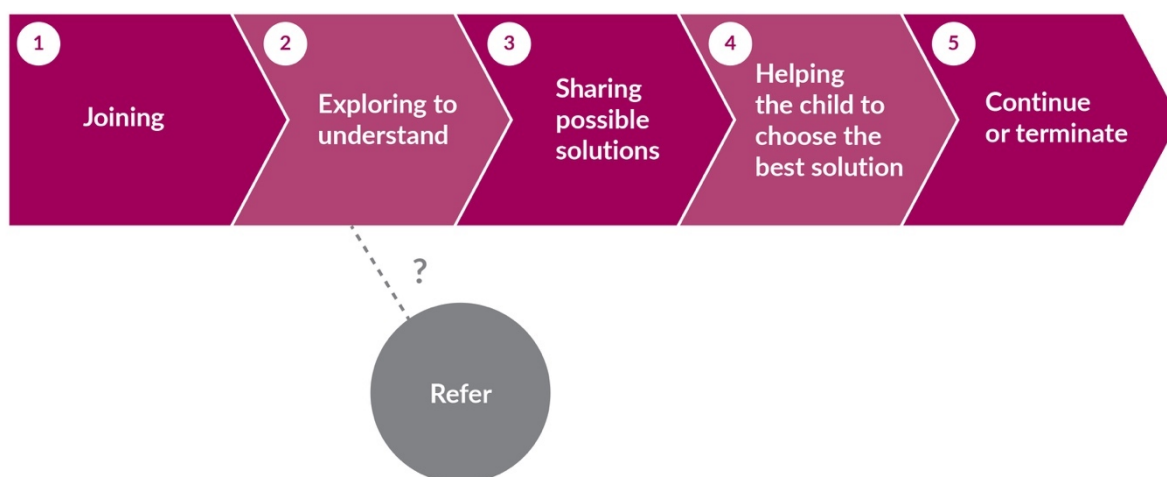 1
Joining
2
Exploring to
understand
3
Sharing
possible
solutions
4
Helping
the child to
choose the
best solution
5
Continue
or terminate
?
Refer